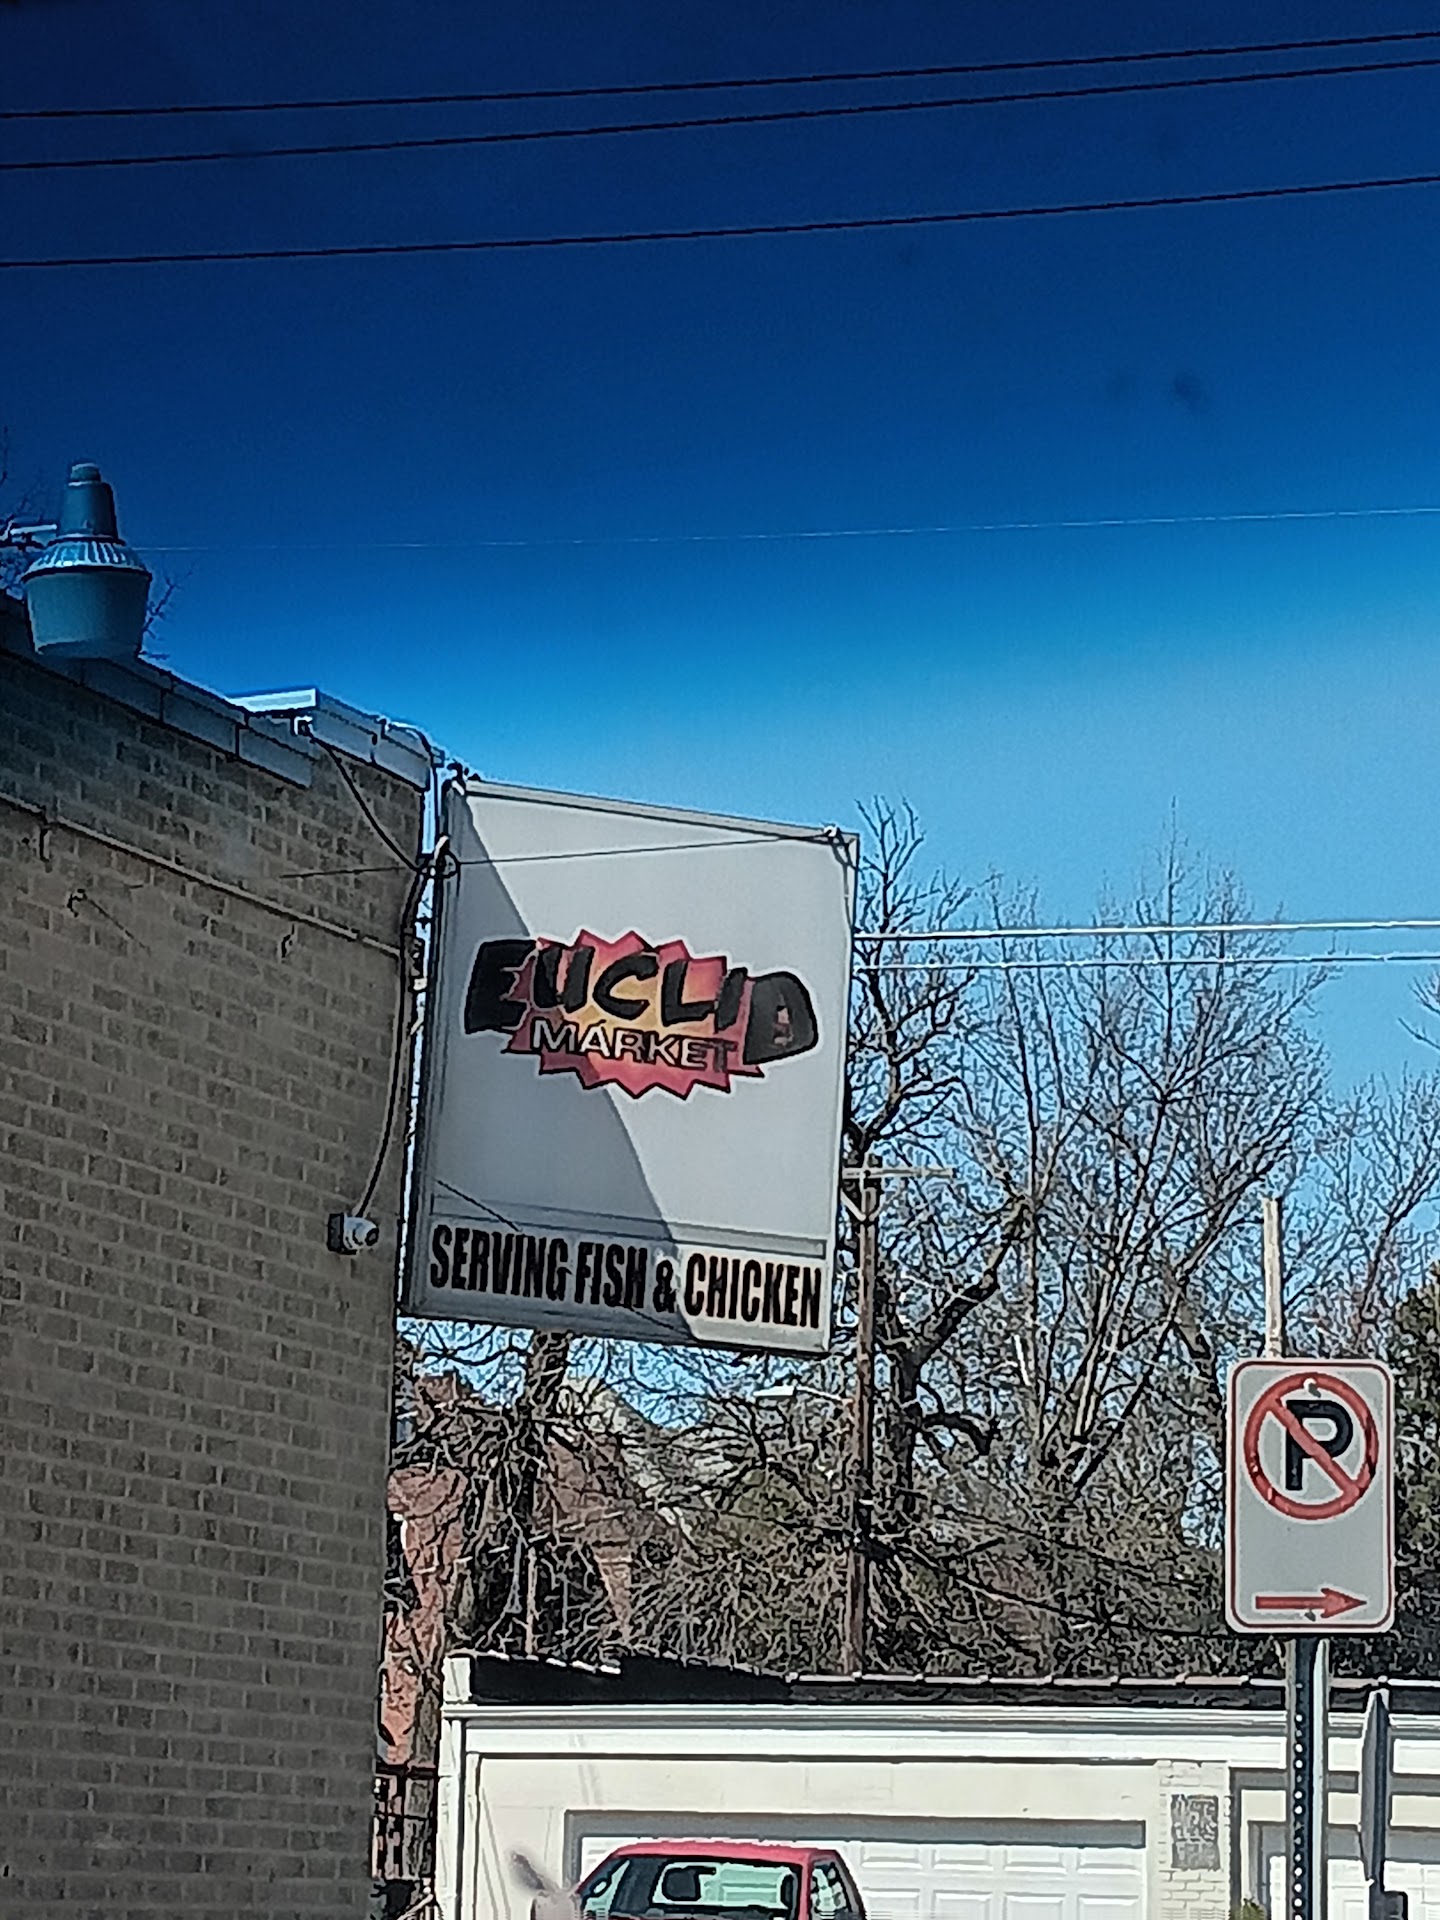 EUCLID
MARKET
SERVING FISH & CHICKEN
P